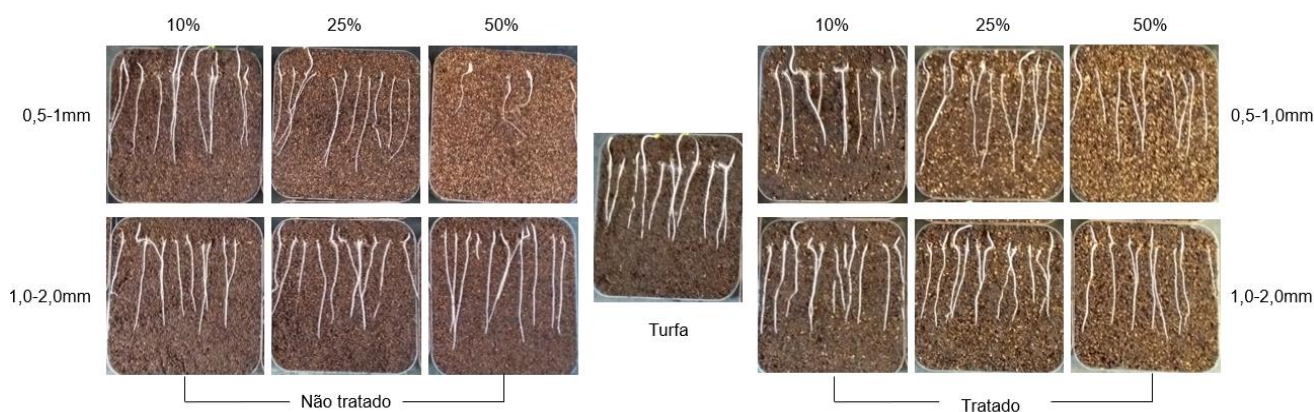 10% 25% 50% 10% 25% 50%
0,5-1mm 0,5-1,0mm
1,0-2,0mm Turfa 1,0-2,0mm
Não tratado Tratado